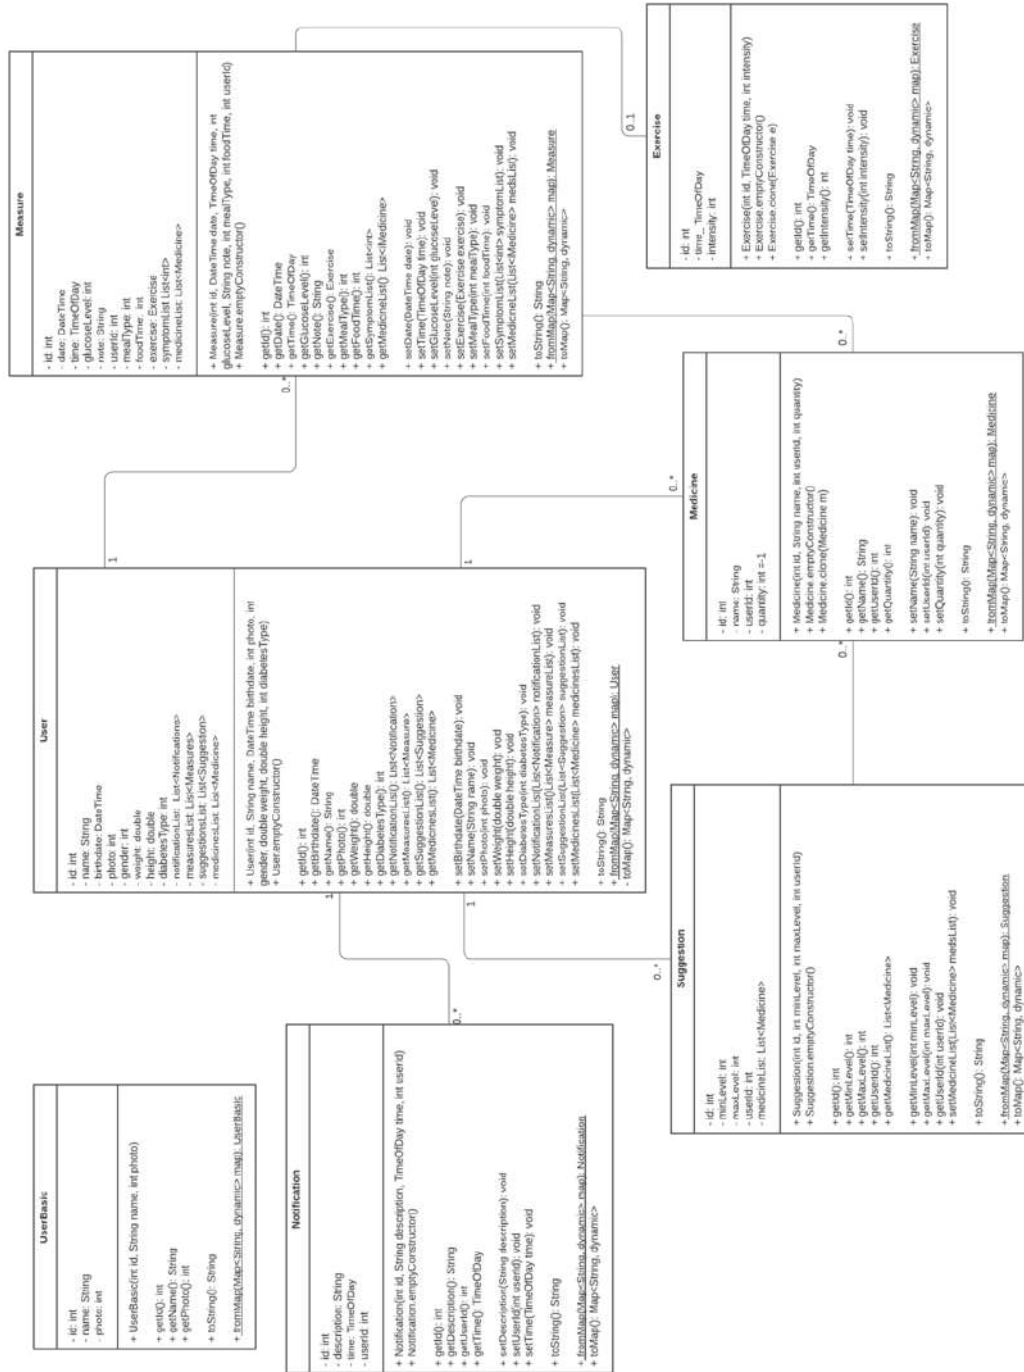 UserBasic
- id: int
- name: String
- photo: int
+ UserBasic(int id, String name, int photo)
+ getId(): int
+ getName(): String
+ getPhoto(): int
+ toString(): String
+ fromMap(Map<String, dynamic> map): UserBasic
User
- id: int
- name: String
- birthdate: DateTime
- photo: int
- gender: int
- weight: double
- height: double
- diabetesType: int
- notificationList: List<Notifications>
- measuresList: List<Measures>
- suggestionsList: List<Suggestion>
- medicinesList: List<Medicine>
+ User(int id, String name, DateTime birthdate, int photo, int
gender, double weight, double height, int diabetesType)
+ User.emptyConstructor()
+ getId(): int
+ getBirthdate(): DateTime
+ getName(): String
+ getPhoto(): int
+ getWeight(): double
+ getHeight(): double
+ getDiabetesType(): int
+ getNotificationList(): List<Notification>
+ getMeasuresList(): List<Measure>
+ getSuggestionList(): List<Suggestion>
+ getMedicinesList(): List<Medicine>
+ setBirthdate(DateTime birthdate): void
+ setName(String name): void
+ setPhoto(int photo): void
+ setWeight(double weight): void
+ setHeight(double height): void
+ setDiabetesType(int diabetesType): void
+ setNotificationList(List<Notification> notificationList): void
+ setMeasuresList(List<Measure> measureList): void
+ setSuggestionList(List<Suggestion> suggestionList): void
+ setMedicinesList(List<Medicine> medicinesList): void
+ toString(): String
+ fromMap(Map<String, dynamic> map): User
- toMap(): Map<String, dynamic>
Measure
- id: int
- date: DateTime
- time: TimeOfDay
- glucoseLevel: int
- note: String
- userId: int
- mealType: int
- foodTime: int
- exercise: Exercise
- symptomList: List<int>
- medicineList: List<Medicine>
+ Measure(int id, DateTime date, TimeOfDay time, int
glucoseLevel, String note, int mealType, int foodTime, int userId)
+ Measure.emptyConstructor()
+ getId(): int
+ getDate(): DateTime
+ getTime(): TimeOfDay
+ getGlucoseLevel(): int
+ getNote(): String
+ getExercise(): Exercise
+ getMealType(): int
+ getFoodTime(): int
+ getSymptomList(): List<int>
+ getMedicineList(): List<Medicine>
+ setDate(DateTime date): void
+ setTime(TimeOfDay time): void
+ setGlucoseLevel(int glucoseLeve): void
+ setNote(String note): void
+ setExercise(Exercise exercise): void
+ setMealType(int mealType): void
+ setFoodTime(int foodTime): void
+ setSymptomList(List<int> symptomList): void
+ setMedicineList(List<Medicine> medsList): void
+ toString(): String
+ fromMap(Map<String, dynamic> map): Measure
+ toMap(): Map<String, dynamic>
1
0..*
1
1
1
0..*
0..*
0..*
0..*
0..*
0.1
Notification
- id: int
- description: String
- time: TimeOfDay
- userId: int
+ Notification(int id, String description, TimeOfDay time, int userId)
+ Notification.emptyConstructor()
+ getId(): int
+ getDescription(): String
+ getUserId(): int
+ getTime(): TimeOfDay
+ setDescription(String description): void
+ setUserId(int userId): void
+ setTime(TimeOfDay time): void
+ toString(): String
+ fromMap(Map<String, dynamic> map): Notification
+ toMap(): Map<String, dynamic>
Suggestion
- id: int
- minLevel: int
- maxLevel: int
- userId: int
- medicineList: List<Medicine>
+ Suggestion(int id, int minLevel, int maxLevel, int userId)
+ Suggestion.emptyConstructor()
+ getId(): int
+ getMinLevel(): int
+ getMaxLevel(): int
+ getUserId(): int
+ getMedicineList(): List<Medicine>
+ getMinLevel(int minLevel): void
+ getMaxLevel(int maxLevel): void
+ getUserId(int userId): void
+ setMedicineList(List<Medicine> medsList): void
+ toString(): String
+ fromMap(Map<String, dynamic> map): Suggestion
+ toMap(): Map<String, dynamic>
Medicine
- id: int
- name: String
- userId: int
- quantity: int =-1
+ Medicine(int id, String name, int userId, int quantity)
+ Medicine.emptyConstructor()
+ Medicine.clone(Medicine m)
+ getId(): int
+ getName(): String
+ getUserId(): int
+ getQuantity(): int
+ setName(String name): void
+ setUserId(int userId): void
+ setQuantity(int quantity): void
+ toString(): String
+ fromMap(Map<String, dynamic> map): Medicine
+ toMap(): Map<String, dynamic>
Exercise
- id: int
- time_ TimeOfDay
- intensity: int
+ Exercise(int id, TimeOfDay time, int intensity)
+ Exercise.emptyConstructor()
+ Exercise.clone(Exercise e)
+ getId(): int
+ getTime(): TimeOfDay
+ getIntensity(): int
+ setTime(TimeOfDay time): void
+ setIntensity(int intensity): void
+ toString(): String
+ fromMap(Map<String, dynamic> map): Exercise
- toMap(): Map<String, dynamic>